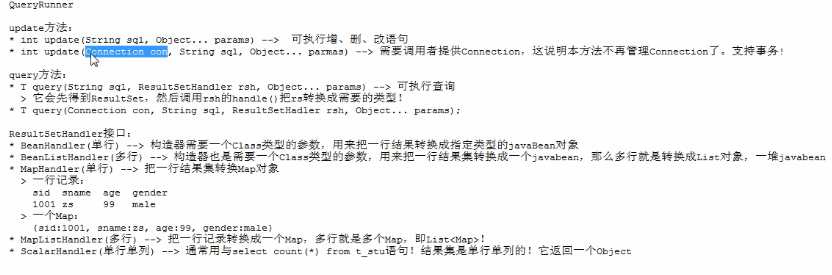 QueryRunner
update方法：
* int update(String sql, Object... params) --> 可执行增、删、改语句
* int update(Connection con, String sql, Object... parmas) --> 需要调用者提供Connection，这说明本方法不再管理Connection了。支持事务！
query方法：
* T query(String sql, ResultSetHandler rsh, Object... params) --> 可执行查询
> 它会先得到ResultSet，然后调用rsh的handle()把rs转换成需要的类型！
* T query(Connection con, String sql, ResultSetHadler rsh, Object... params);
ResultSetHandler接口：
* BeanHandler(单行) --> 构造器需要一个Class类型的参数，用来把一行结果转换成指定类型的javaBean对象
* BeanListHandler(多行) --> 构造器也是需要一个Class类型的参数，用来把一行结果集转换成一个javabean，那么多行就是转换成List对象，一堆javabean
* MapHandler(单行) --> 把一行结果集转换Map对象
> 一行记录：
sid sname age gender
1001 zs 99 male
> 一个Map：
{sid:1001, sname:zs, age:99, gender:male}
* MapListHandler(多行) --> 把一行记录转换成一个Map，多行就是多个Map，即List<Map>！
* ScalarHandler(单行单列) --> 通常用与select count(*) from t_stu语句！结果集是单行单列的！它返回一个Object